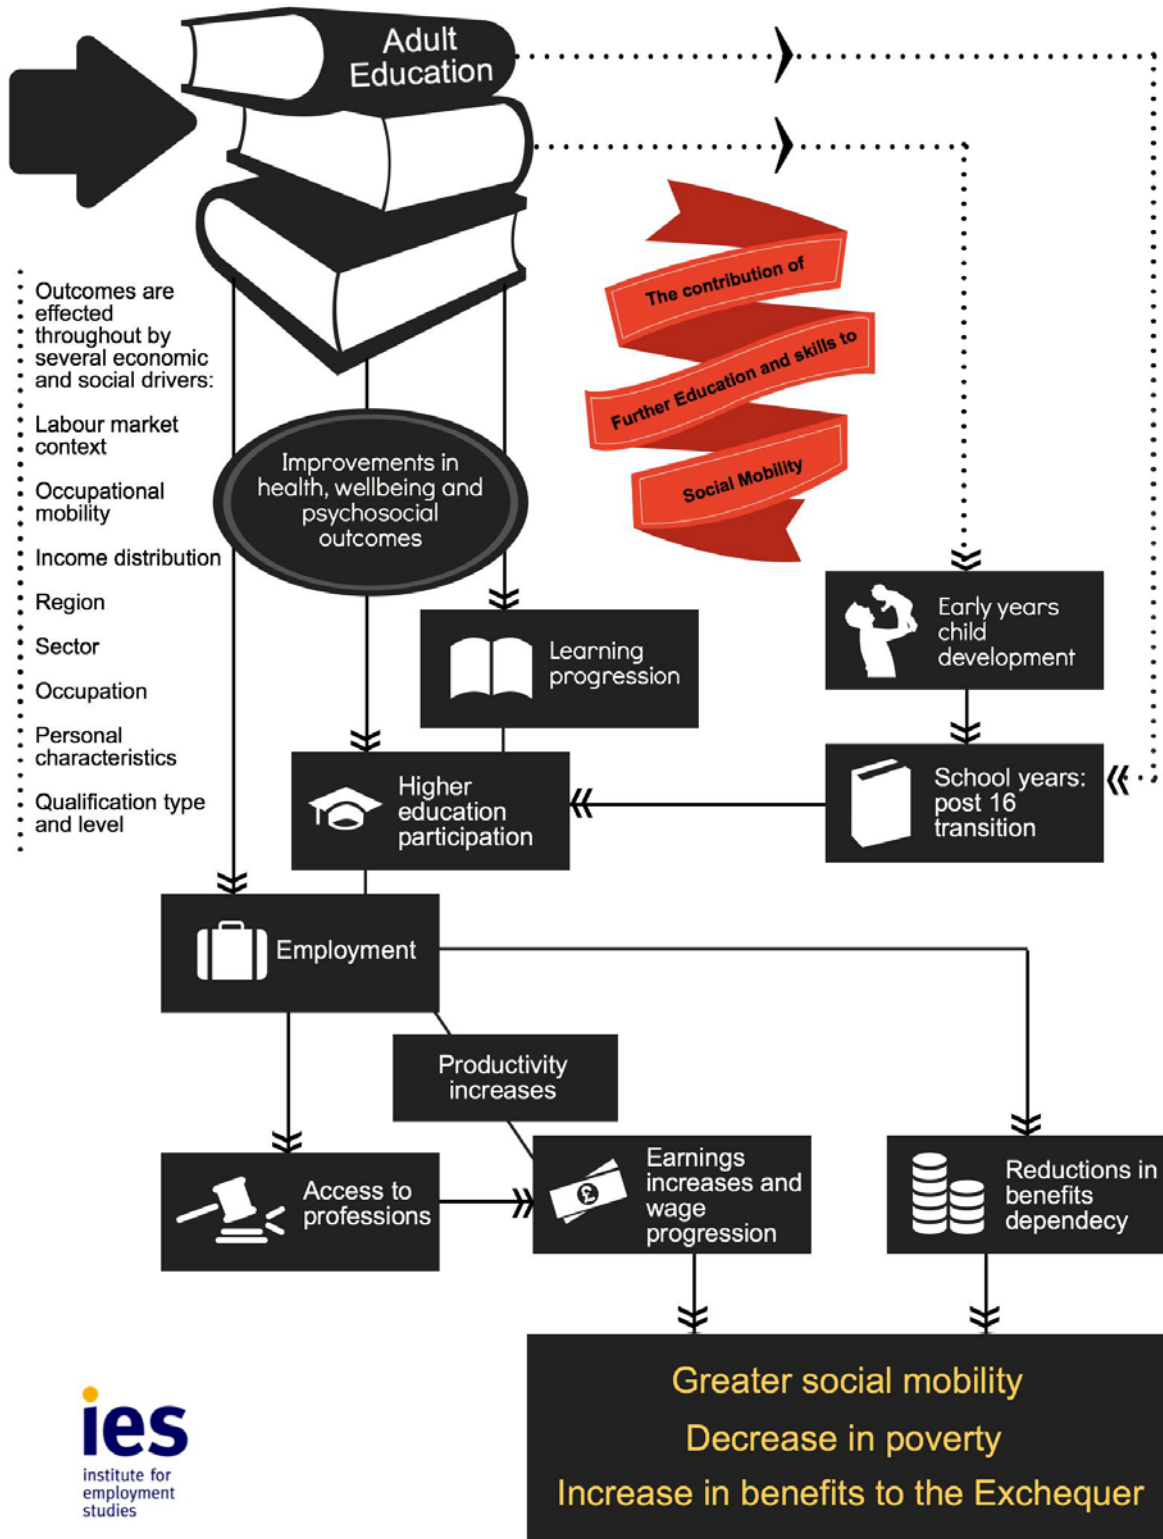 Adult
Education
The contribution of
Further Education and skills to
Social Mobility
Outcomes are
effected
throughout by
several economic
and social drivers:
Labour market
context
Occupational
mobility
Income distribution
Region
Sector
Occupation
Personal
characteristics
Qualification type
and level
Improvements in
health, wellbeing and
psychosocial
outcomes
Learning
progression
Early years
child
development
Higher
education
participation
School years:
post 16
transition
Employment
Productivity
increases
Access to
professions
£
Earnings
increases and
wage
progression
Reductions in
benefits
dependecy
Greater social mobility
Decrease in poverty
Increase in benefits to the Exchequer
ies
institute for
employment
studies